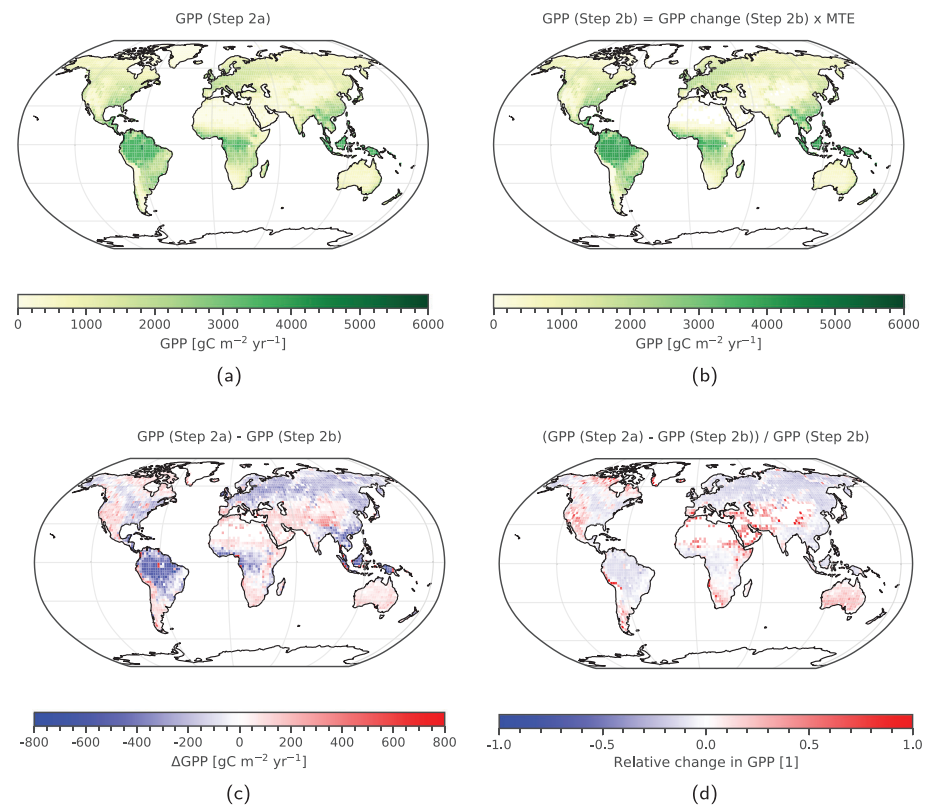 GPP (Step 2a)
GPP (Step 2b) = GPP change (Step 2b) x MTE
0 1000 2000 3000 4000 5000 6000
GPP [gC m⁻² yr⁻¹]
(a)
0 1000 2000 3000 4000 5000 6000
GPP [gC m⁻² yr⁻¹]
(b)
GPP (Step 2a) - GPP (Step 2b)
(GPP (Step 2a) - GPP (Step 2b)) / GPP (Step 2b)
-800 -600 -400 -200 0 200 400 600 800
ΔGPP [gC m⁻² yr⁻¹]
(c)
-1.0 -0.5 0.0 0.5 1.0
Relative change in GPP [1]
(d)